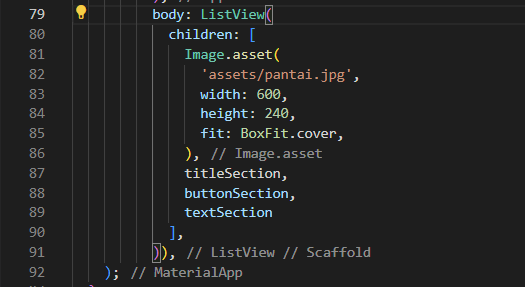 79 body: ListView(
80 children: [
81 Image.asset(
82 'assets/pantai.jpg',
83 width: 600,
84 height: 240,
85 fit: BoxFit.cover,
86 ), // Image.asset
87 titleSection,
88 buttonSection,
89 textSection
90 ],
91 )), // ListView // Scaffold
92 ); // MaterialApp